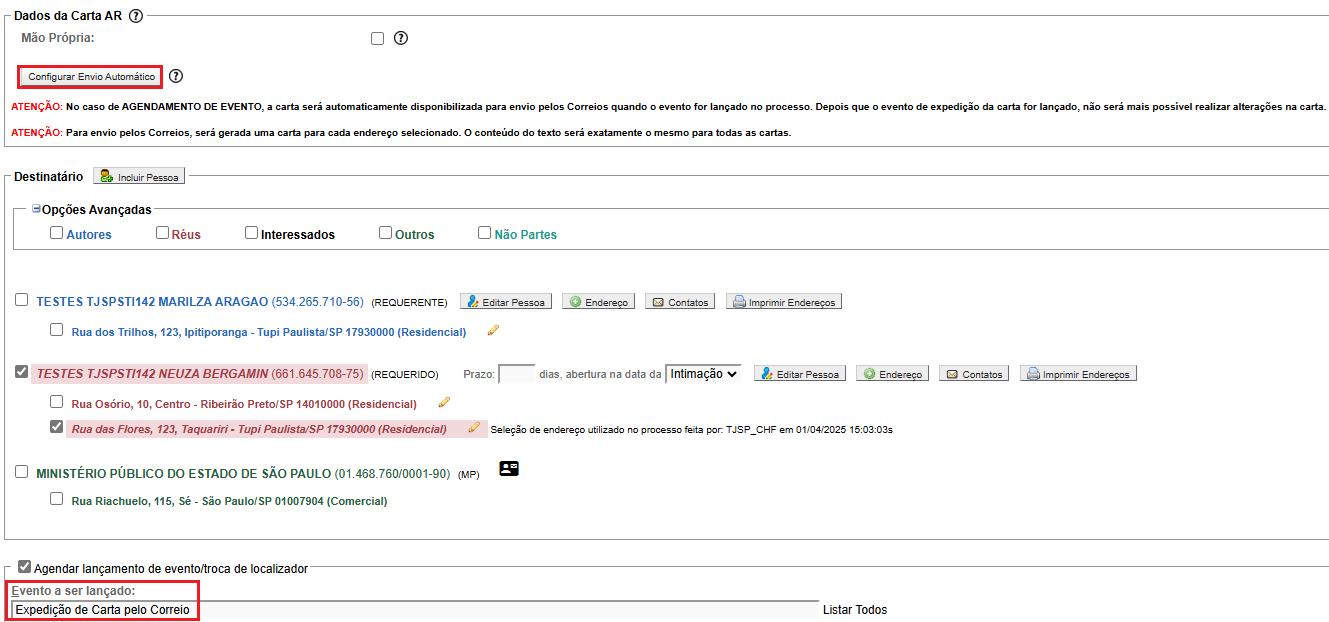 Dados da Carta AR ?
Mão Própria: ?
Configurar Envio Automático ?
ATENÇÃO: No caso de AGENDAMENTO DE EVENTO, a carta será automaticamente disponibilizada para envio pelos Correios quando o evento for lançado no processo. Depois que o evento de expedição da carta for lançado, não será mais possível realizar alterações na carta.
ATENÇÃO: Para envio pelos Correios, será gerada uma carta para cada endereço selecionado. O conteúdo do texto será exatamente o mesmo para todas as cartas.
Destinatário Incluir Pessoa
Opções Avançadas
Autores Réus Interessados Outros Não Partes
TESTES TJSPSTI142 MARILZA ARAGAO (534.265.710-56) (REQUERENTE) Editar Pessoa Endereço Contatos Imprimir Endereços
Rua dos Trilhos, 123, Ipitiporanga - Tupi Paulista/SP 17930000 (Residencial)
TESTES TJSPSTI142 NEUZA BERGAMIN (661.645.708-75) (REQUERIDO) Prazo: dias, abertura na data da Intimação Editar Pessoa Endereço Contatos Imprimir Endereços
Rua Osório, 10, Centro - Ribeirão Preto/SP 14010000 (Residencial)
Rua das Flores, 123, Taquariri - Tupi Paulista/SP 17930000 (Residencial) Seleção de endereço utilizado no processo feita por: TJSP_CHF em 01/04/2025 15:03:03s
MINISTÉRIO PÚBLICO DO ESTADO DE SÃO PAULO (01.468.760/0001-90) (MP)
Rua Riachuelo, 115, Sé - São Paulo/SP 01007904 (Comercial)
Agendar lançamento de evento/troca de localizador
Evento a ser lançado:
Expedição de Carta pelo Correio Listar Todos